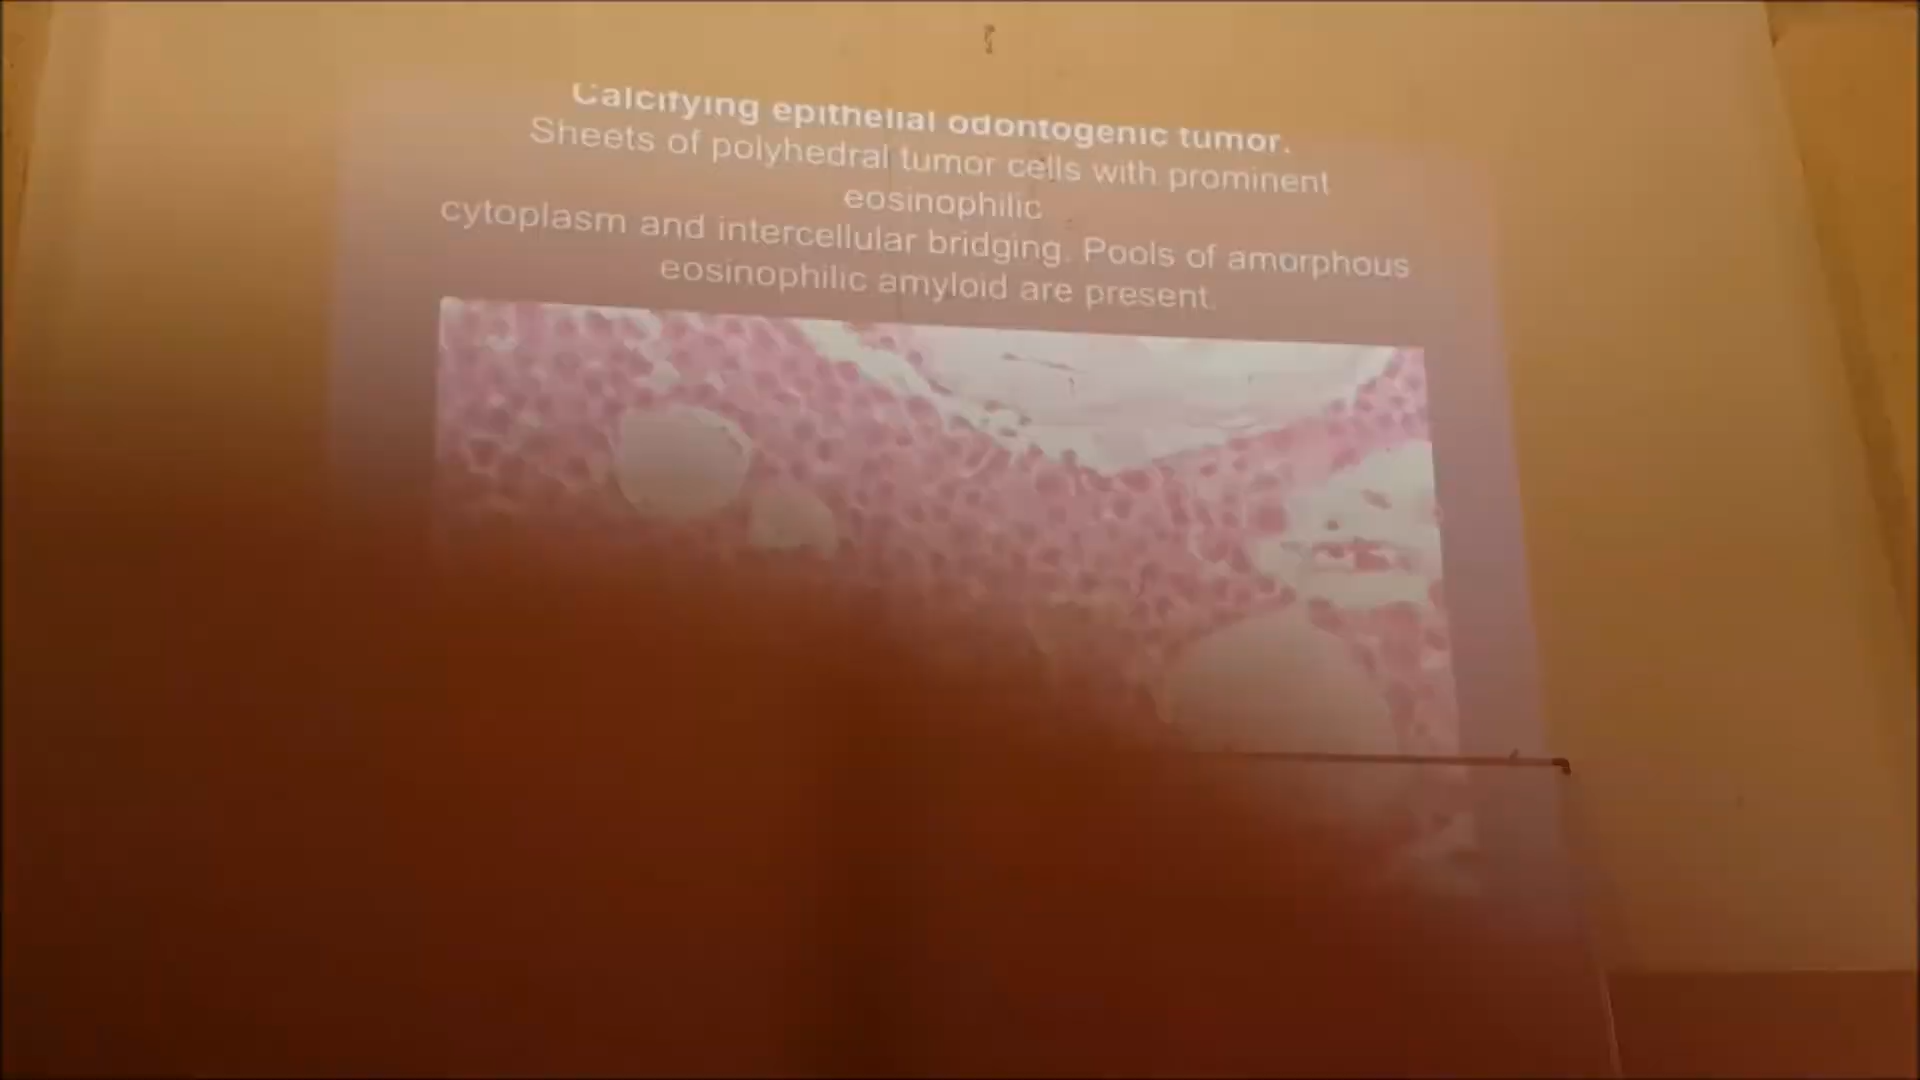 Calcifying epithelial odontogenic tumor.
Sheets of polyhedral tumor cells with prominent
eosinophilic
cytoplasm and intercellular bridging. Pools of amorphous
eosinophilic amyloid are present.